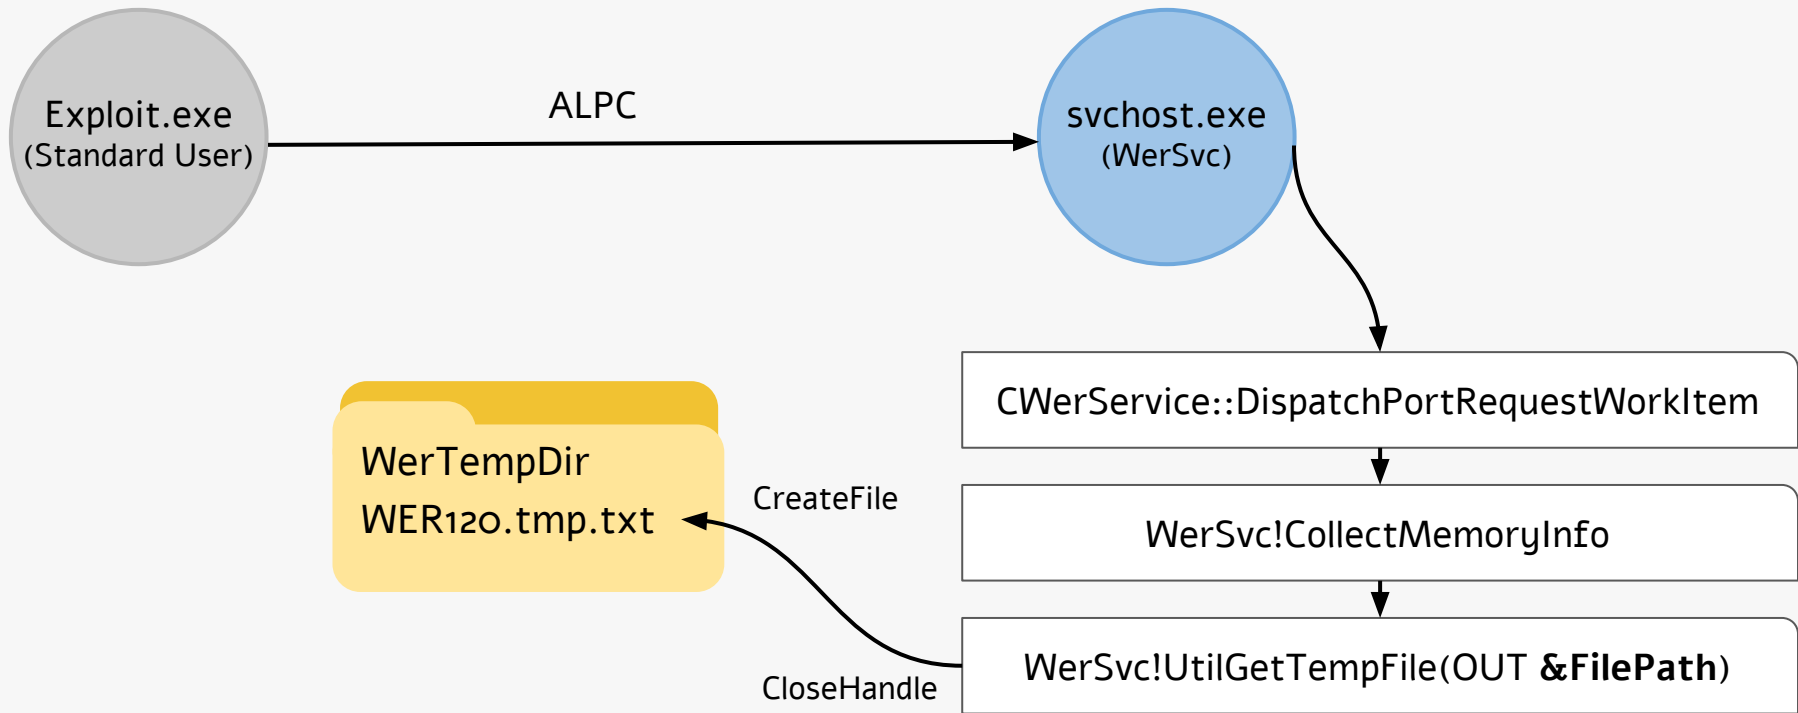 Exploit.exe
(Standard User)
ALPC
svchost.exe
(WerSvc)
CWerService::DispatchPortRequestWorkItem
WerTempDir
WER120.tmp.txt
CreateFile
WerSvc!CollectMemoryInfo
CloseHandle
WerSvc!UtilGetTempFile(OUT &FilePath)